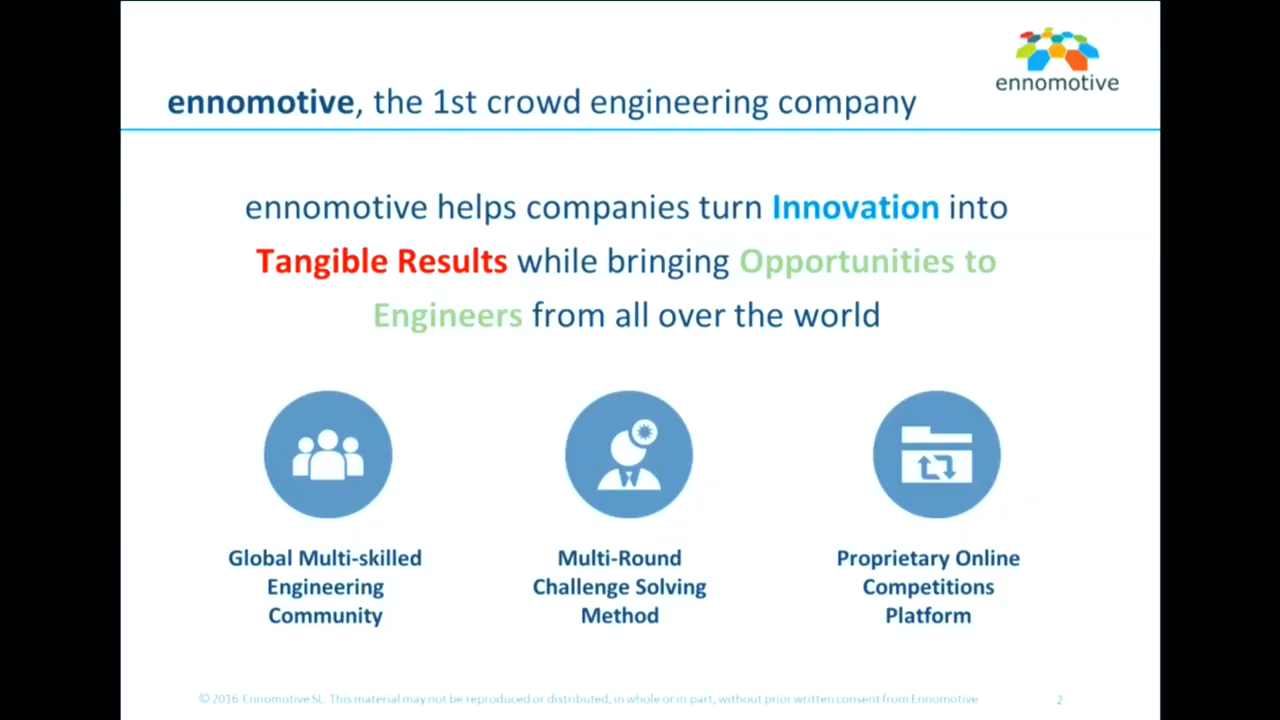 ennomotive
ennomotive, the 1st crowd engineering company
ennomotive helps companies turn Innovation into
Tangible Results while bringing Opportunities to
Engineers from all over the world
Global Multi-skilled
Engineering
Community
Multi-Round
Challenge Solving
Method
Proprietary Online
Competitions
Platform
© 2016 Ennomotive SL. This material may not be reproduced or distributed, in whole or in part, without prior written consent from Ennomotive
2